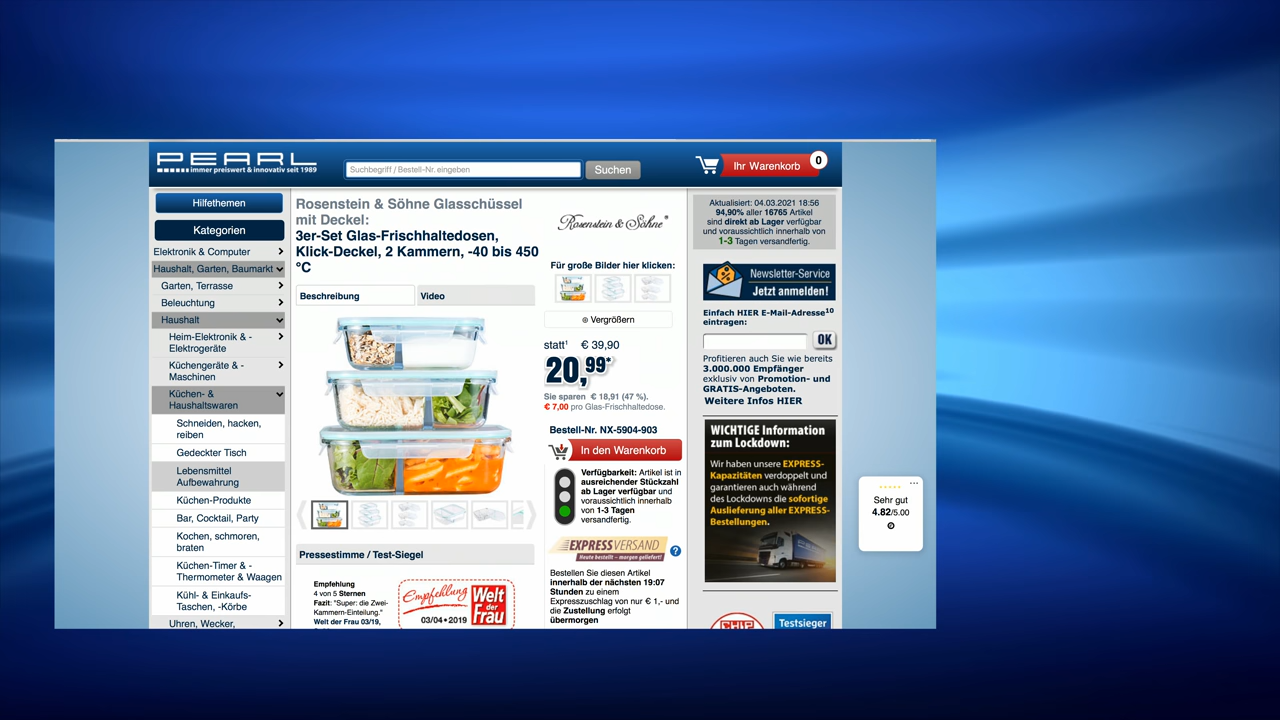 PEARL
immer preiswert & innovativ seit 1989
Suchbegriff / Bestell-Nr. eingeben
Suchen
Ihr Warenkorb
0
Hilfethemen
Kategorien
Elektronik & Computer
Haushalt, Garten, Baumarkt
Garten, Terrasse
Beleuchtung
Haushalt
Heim-Elektronik & -
Elektrogeräte
Küchengeräte & -
Maschinen
Küchen- &
Haushaltswaren
Schneiden, hacken,
reiben
Gedeckter Tisch
Lebensmittel
Aufbewahrung
Küchen-Produkte
Bar, Cocktail, Party
Kochen, schmoren,
braten
Küchen-Timer & -
Thermometer & Waagen
Kühl- & Einkaufs-
Taschen, -Körbe
Uhren, Wecker,
Rosenstein & Söhne Glasschüssel
mit Deckel:
3er-Set Glas-Frischhaltedosen,
Klick-Deckel, 2 Kammern, -40 bis 450
°C
Beschreibung
Video
Pressestimme / Test-Siegel
Empfehlung
4 von 5 Sternen
Fazit: "Super: die Zwei-
Kammern-Einteilung."
Welt der Frau 03/19,
Empfehlung
03/04•2019
Welt
der
Frau
Rosenstein & Söhne
Für große Bilder hier klicken:
Vergrößern
statt¹ € 39,90
20,99*
Sie sparen € 18,91 (47 %).
€ 7,00 pro Glas-Frischhaltedose.
Bestell-Nr. NX-5904-903
In den Warenkorb
Verfügbarkeit: Artikel ist in
ausreichender Stückzahl
ab Lager verfügbar und
voraussichtlich innerhalb
von 1-3 Tagen
versandfertig.
EXPRESSVERSAND
Heute bestellt – morgen geliefert!
?
Bestellen Sie diesen Artikel
innerhalb der nächsten 19:07
Stunden zu einem
Expresszuschlag von nur € 1,- und
die Zustellung erfolgt
übermorgen
Aktualisiert: 04.03.2021 18:56
94,90% aller 16765 Artikel
sind direkt ab Lager verfügbar
und voraussichtlich innerhalb von
1-3 Tagen versandfertig.
%
Newsletter-Service
Jetzt anmelden!
Einfach HIER E-Mail-Adresse¹⁰
eintragen:
OK
Profitieren auch Sie wie bereits
3.000.000 Empfänger
exklusiv von Promotion- und
GRATIS-Angeboten.
Weitere Infos HIER
WICHTIGE Information
zum Lockdown:
Wir haben unsere EXPRESS-
Kapazitäten verdoppelt und
garantieren auch während
des Lockdowns die sofortige
Auslieferung aller EXPRESS-
Bestellungen.
CHIP
Testsieger
Sehr gut
4.82/5.00